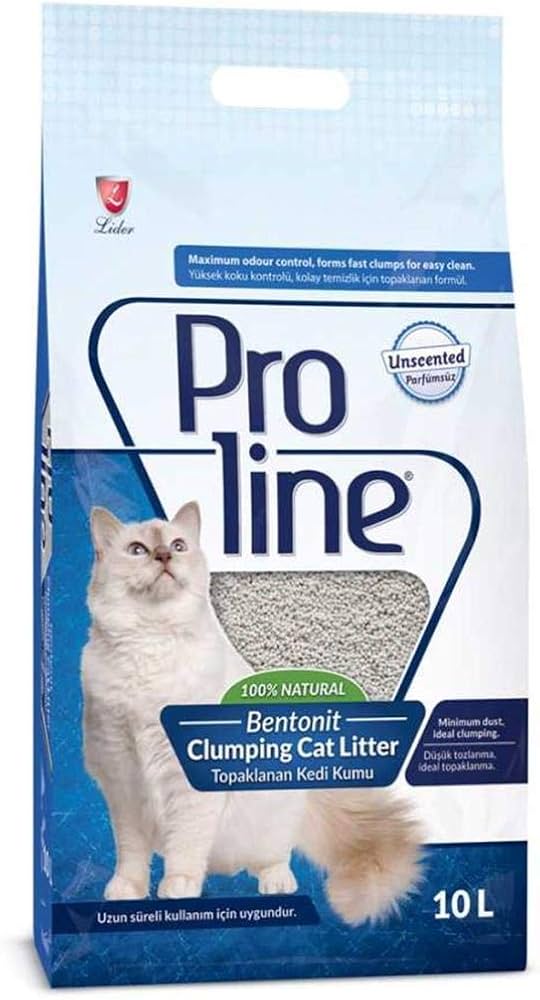 Lider
Maximum odour control, forms fast clumps for easy clean.
Yüksek koku kontrolü, kolay temizlik için topaklanan formül.
Pro
line®
Unscented
Parfümsüz
100% NATURAL
Bentonit
Clumping Cat Litter
Topaklanan Kedi Kumu
Minimum dust,
ideal clumping.
Düşük tozlanma,
ideal topaklanma.
Uzun süreli kullanım için uygundur.
10 L